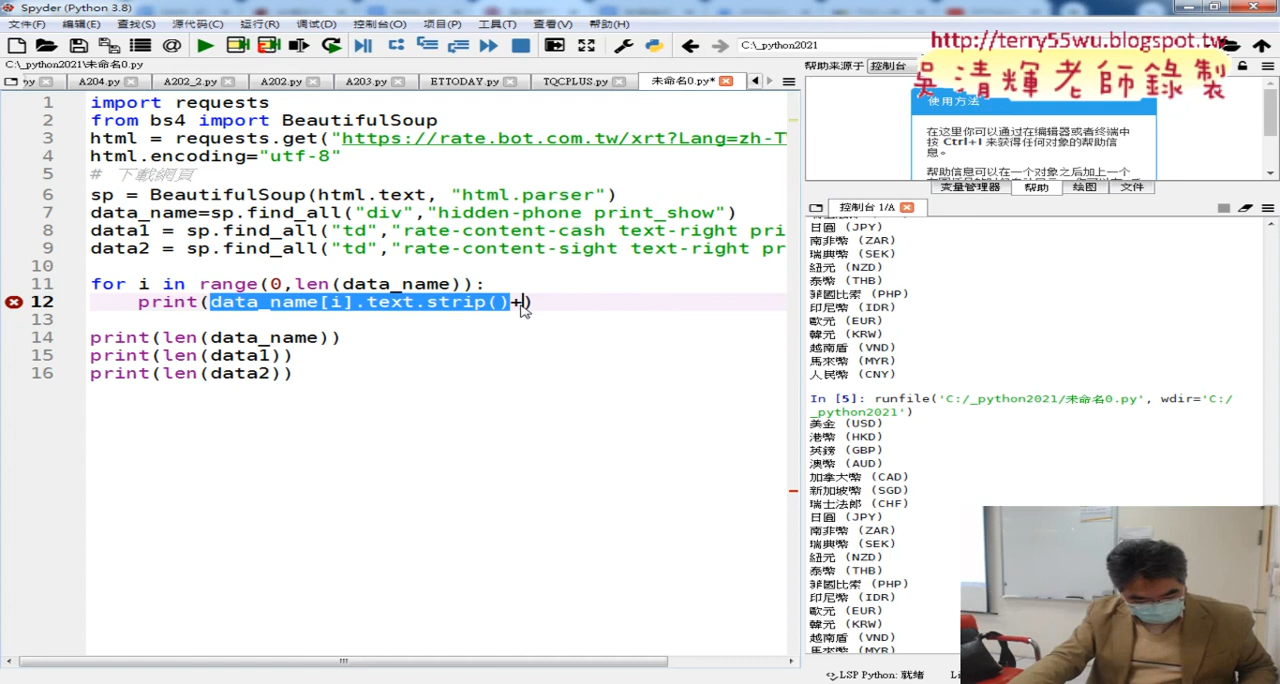 Spyder (Python 3.8)
文件(F) 编辑(E) 查找(S) 源代码(C) 运行(R) 调试(D) 控制台(O) 项目(P) 工具(T) 查看(V) 帮助(H)
C:\_python2021
http://terry55wu.blogspot.tw
吳清輝老師錄製
C:\_python2021\未命名0.py
帮助来源于 控制台
py A204.py A202_2.py A202.py A203.py ETTODAY.py TQCPLUS.py 未命名0.py*
使用方法
在这里你可以通过在编辑器或者终端中
按 Ctrl+I 来获得任何对象的帮助信
息。
帮助信息可以在一个对象之后加上一个
变量管理器 帮助 绘图 文件
控制台 1/A
1 import requests
2 from bs4 import BeautifulSoup
3 html = requests.get("https://rate.bot.com.tw/xrt?Lang=zh-T
4 html.encoding="utf-8"
5 # 下載網頁
6 sp = BeautifulSoup(html.text, "html.parser")
7 data_name=sp.find_all("div","hidden-phone print_show")
8 data1 = sp.find_all("td","rate-content-cash text-right pri
9 data2 = sp.find_all("td","rate-content-sight text-right pr
10
11 for i in range(0,len(data_name)):
12 print(data_name[i].text.strip()+)
13
14 print(len(data_name))
15 print(len(data1))
16 print(len(data2))
日圓 (JPY)
南非幣 (ZAR)
瑞典幣 (SEK)
紐元 (NZD)
泰幣 (THB)
菲國比索 (PHP)
印尼幣 (IDR)
歐元 (EUR)
韓元 (KRW)
越南盾 (VND)
馬來幣 (MYR)
人民幣 (CNY)
In [5]: runfile('C:/_python2021/未命名0.py', wdir='C:/
_python2021')
美金 (USD)
港幣 (HKD)
英鎊 (GBP)
澳幣 (AUD)
加拿大幣 (CAD)
新加坡幣 (SGD)
瑞士法郎 (CHF)
日圓 (JPY)
南非幣 (ZAR)
瑞典幣 (SEK)
紐元 (NZD)
泰幣 (THB)
菲國比索 (PHP)
印尼幣 (IDR)
歐元 (EUR)
韓元 (KRW)
越南盾 (VND)
馬來幣 (MYR)
LSP Python: 就绪